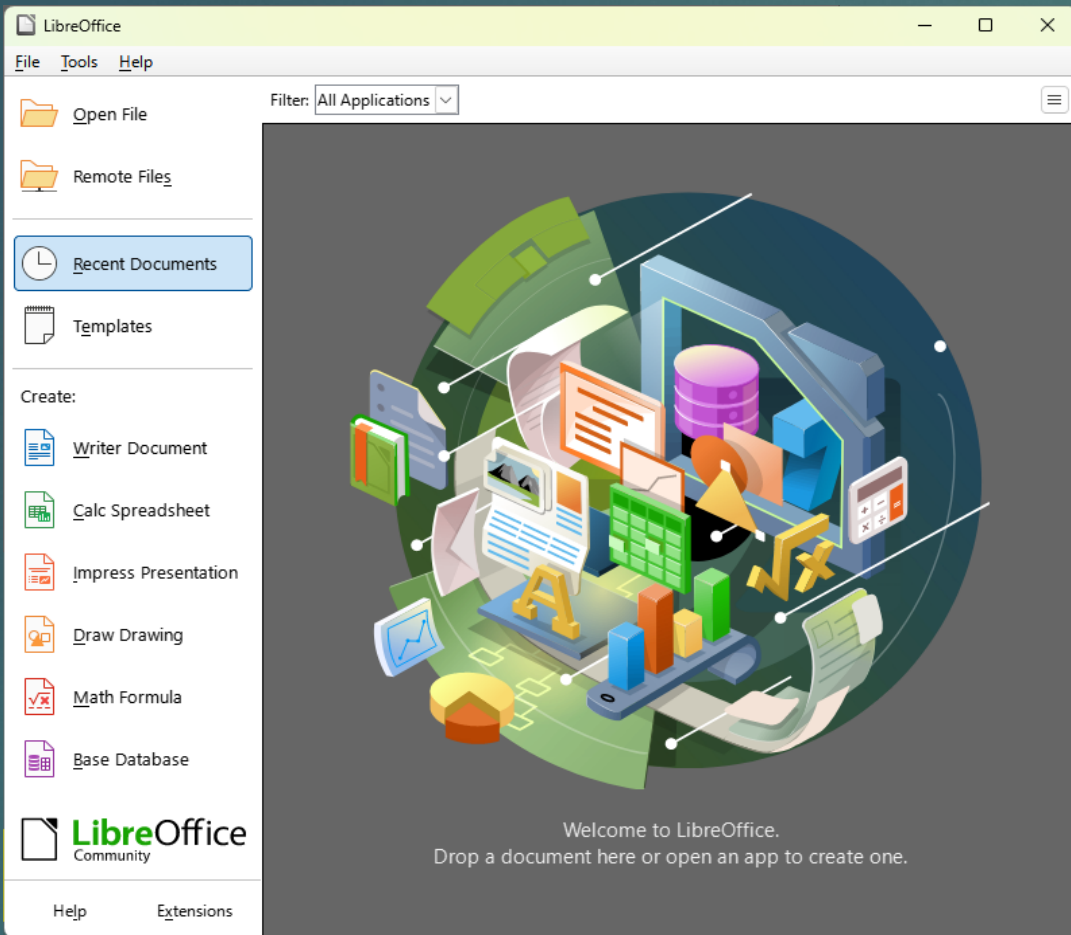 LibreOffice
File Tools Help
Open File
Remote Files
Recent Documents
Templates
Create:
Writer Document
Calc Spreadsheet
Impress Presentation
Draw Drawing
Math Formula
Base Database
LibreOffice
Community
Help Extensions
Filter: All Applications
A
Welcome to LibreOffice.
Drop a document here or open an app to create one.